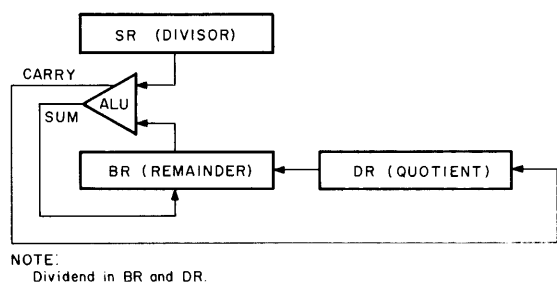 SR (DIVISOR)
CARRY
ALU
SUM
BR (REMAINDER)
DR (QUOTIENT)
NOTE:
Dividend in BR and DR.